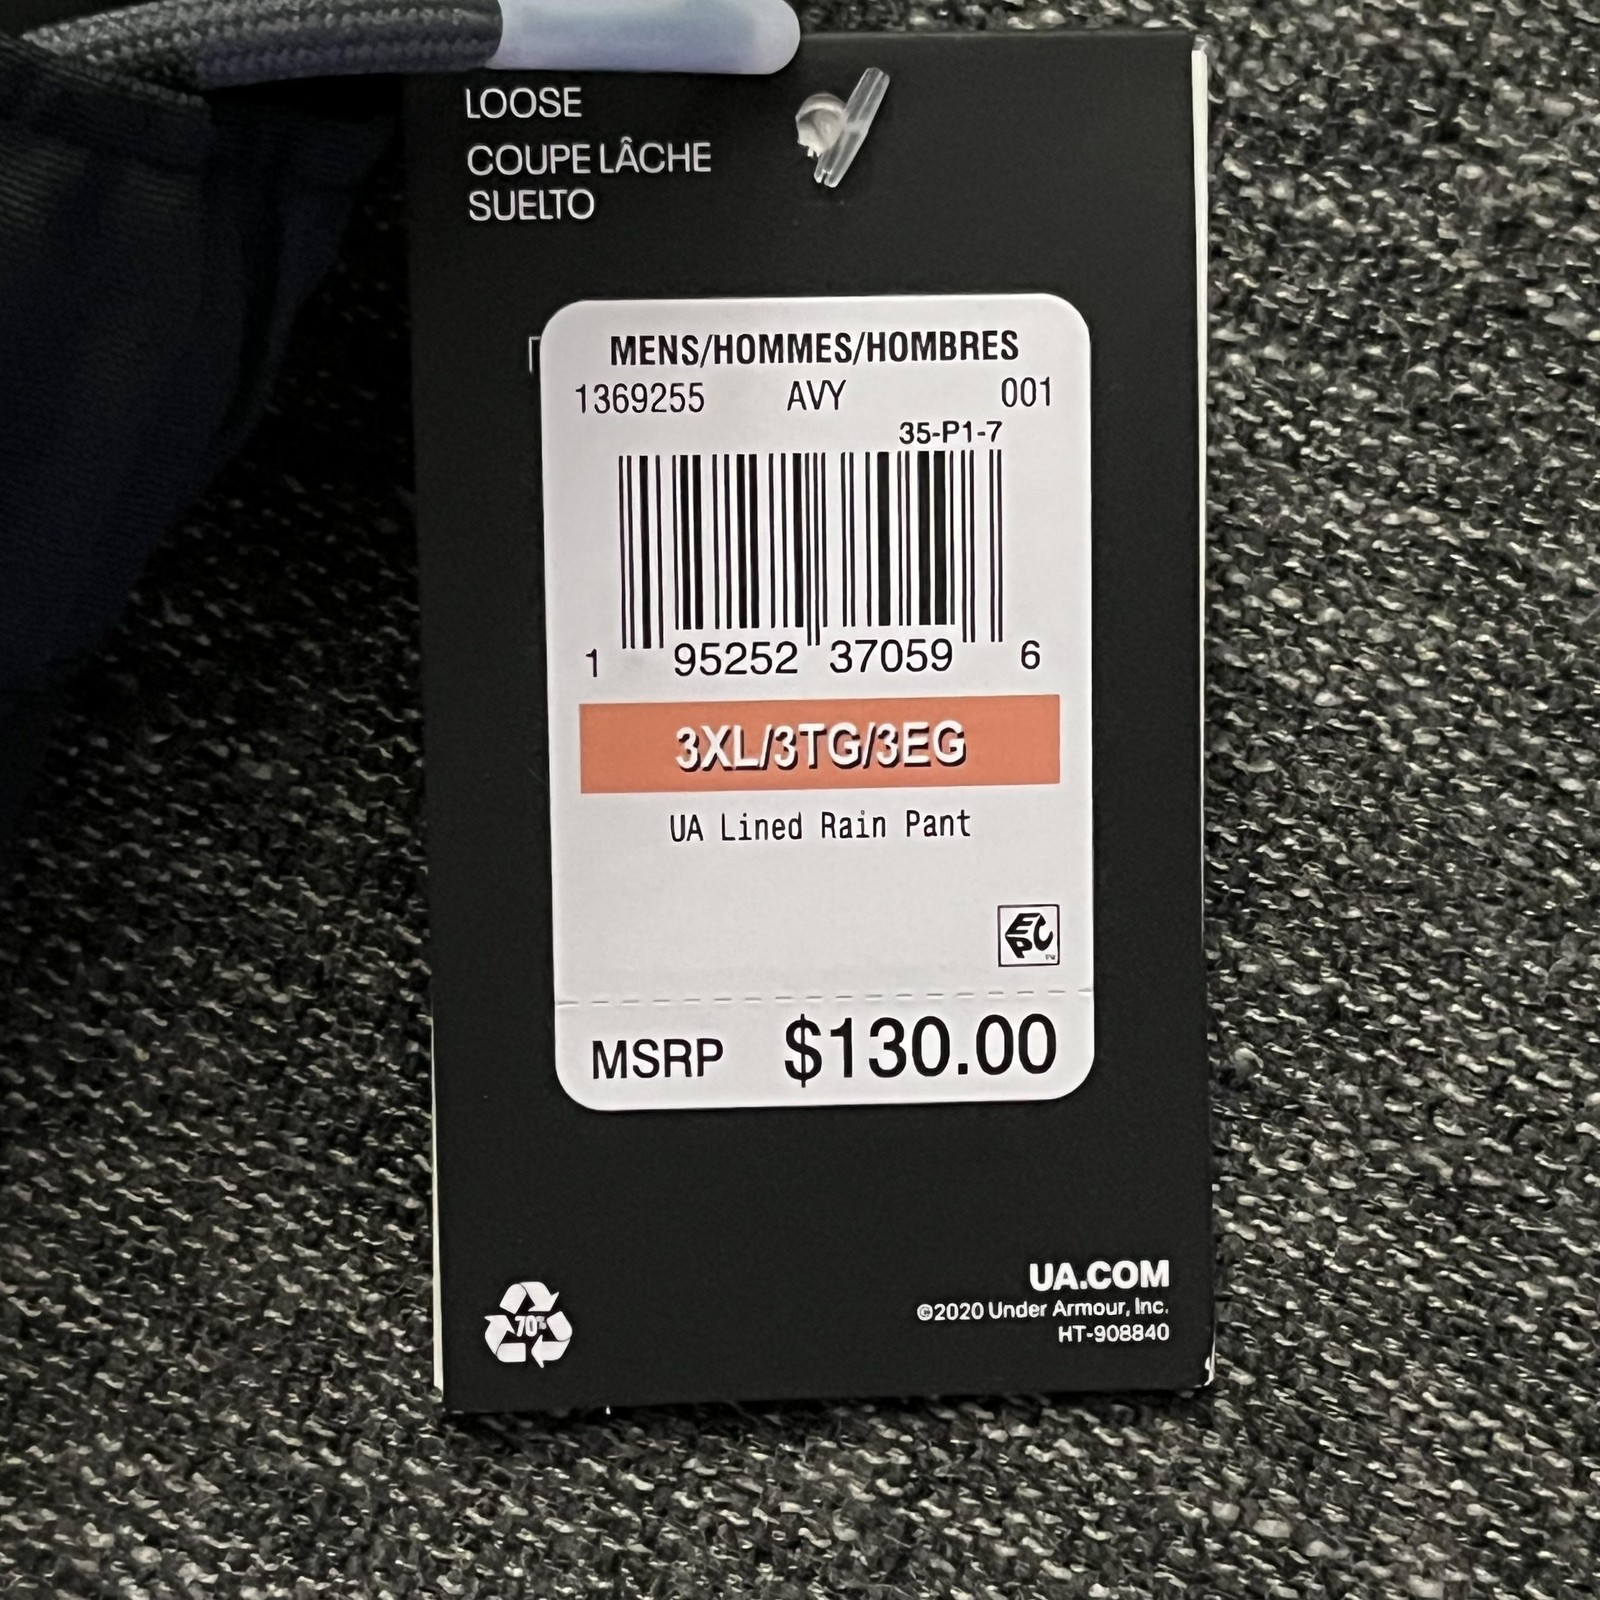 LOOSE
COUPE LÂCHE
SUELTO
MENS/HOMMES/HOMBRES
1369255 AVY 001
35-P1-7
1 95252 37059 6
3XL/3TG/3EG
UA Lined Rain Pant
EPC
MSRP $130.00
70%
UA.COM
©2020 Under Armour, Inc.
HT-908840